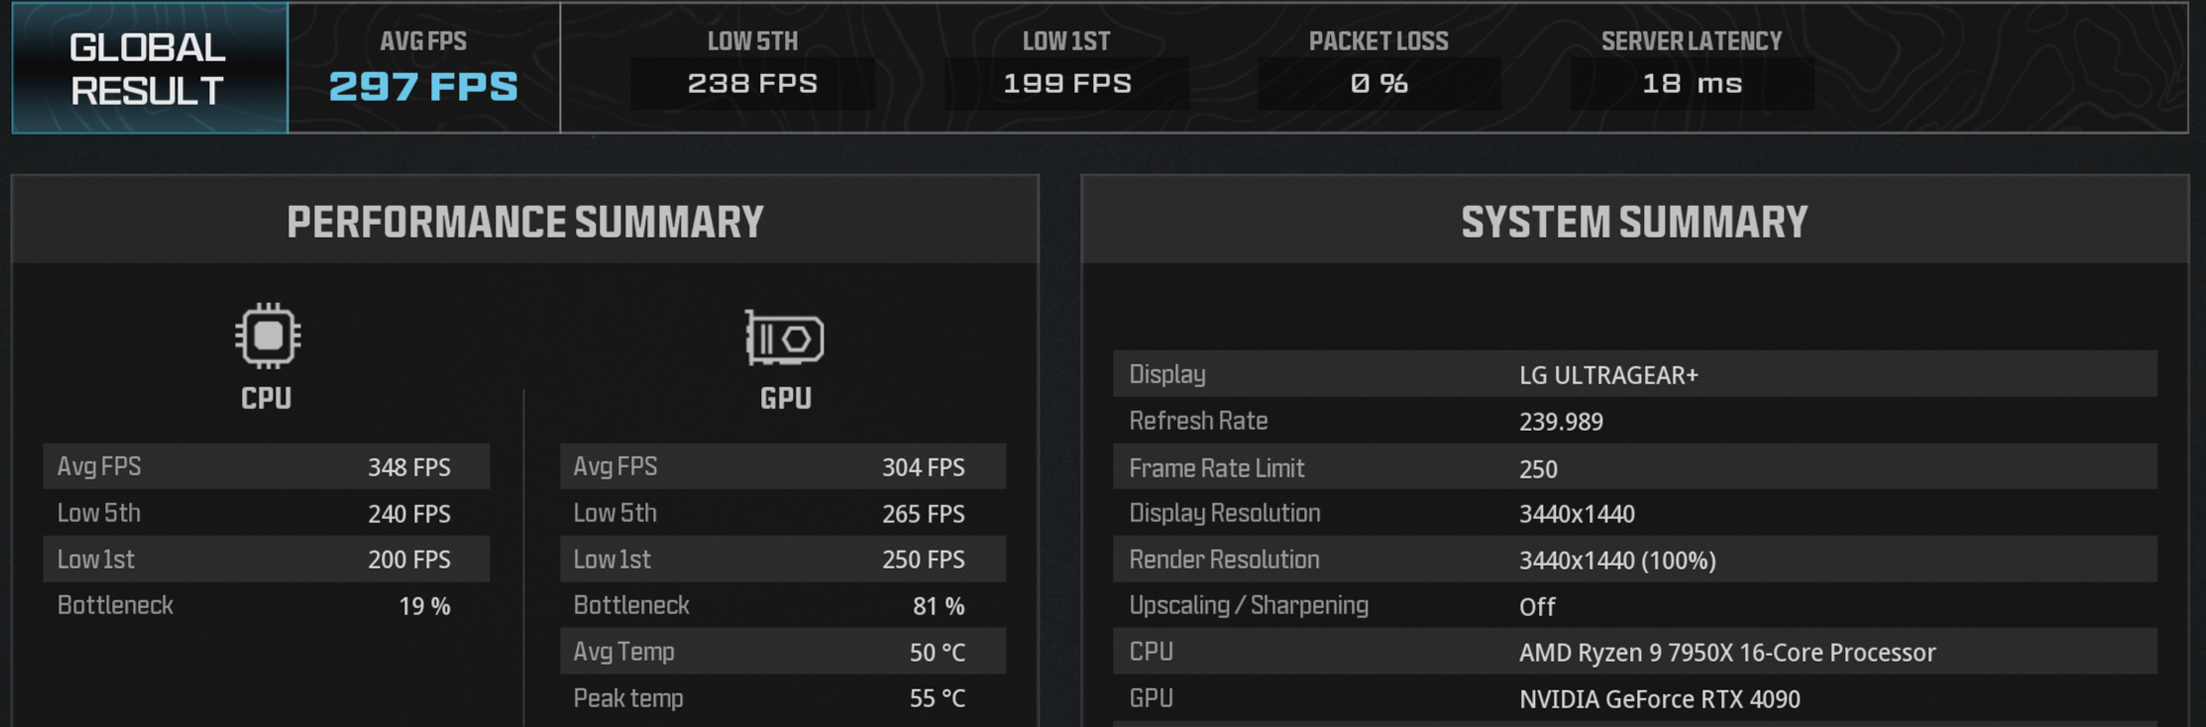 GLOBAL
RESULT
AVG FPS
297 FPS
LOW 5TH
238 FPS
LOW 1ST
199 FPS
PACKET LOSS
0 %
SERVER LATENCY
18 ms
PERFORMANCE SUMMARY
CPU
Avg FPS 348 FPS
Low 5th 240 FPS
Low 1st 200 FPS
Bottleneck 19 %
GPU
Avg FPS 304 FPS
Low 5th 265 FPS
Low 1st 250 FPS
Bottleneck 81 %
Avg Temp 50 °C
Peak temp 55 °C
SYSTEM SUMMARY
Display LG ULTRAGEAR+
Refresh Rate 239.989
Frame Rate Limit 250
Display Resolution 3440x1440
Render Resolution 3440x1440 (100%)
Upscaling / Sharpening Off
CPU AMD Ryzen 9 7950X 16-Core Processor
GPU NVIDIA GeForce RTX 4090